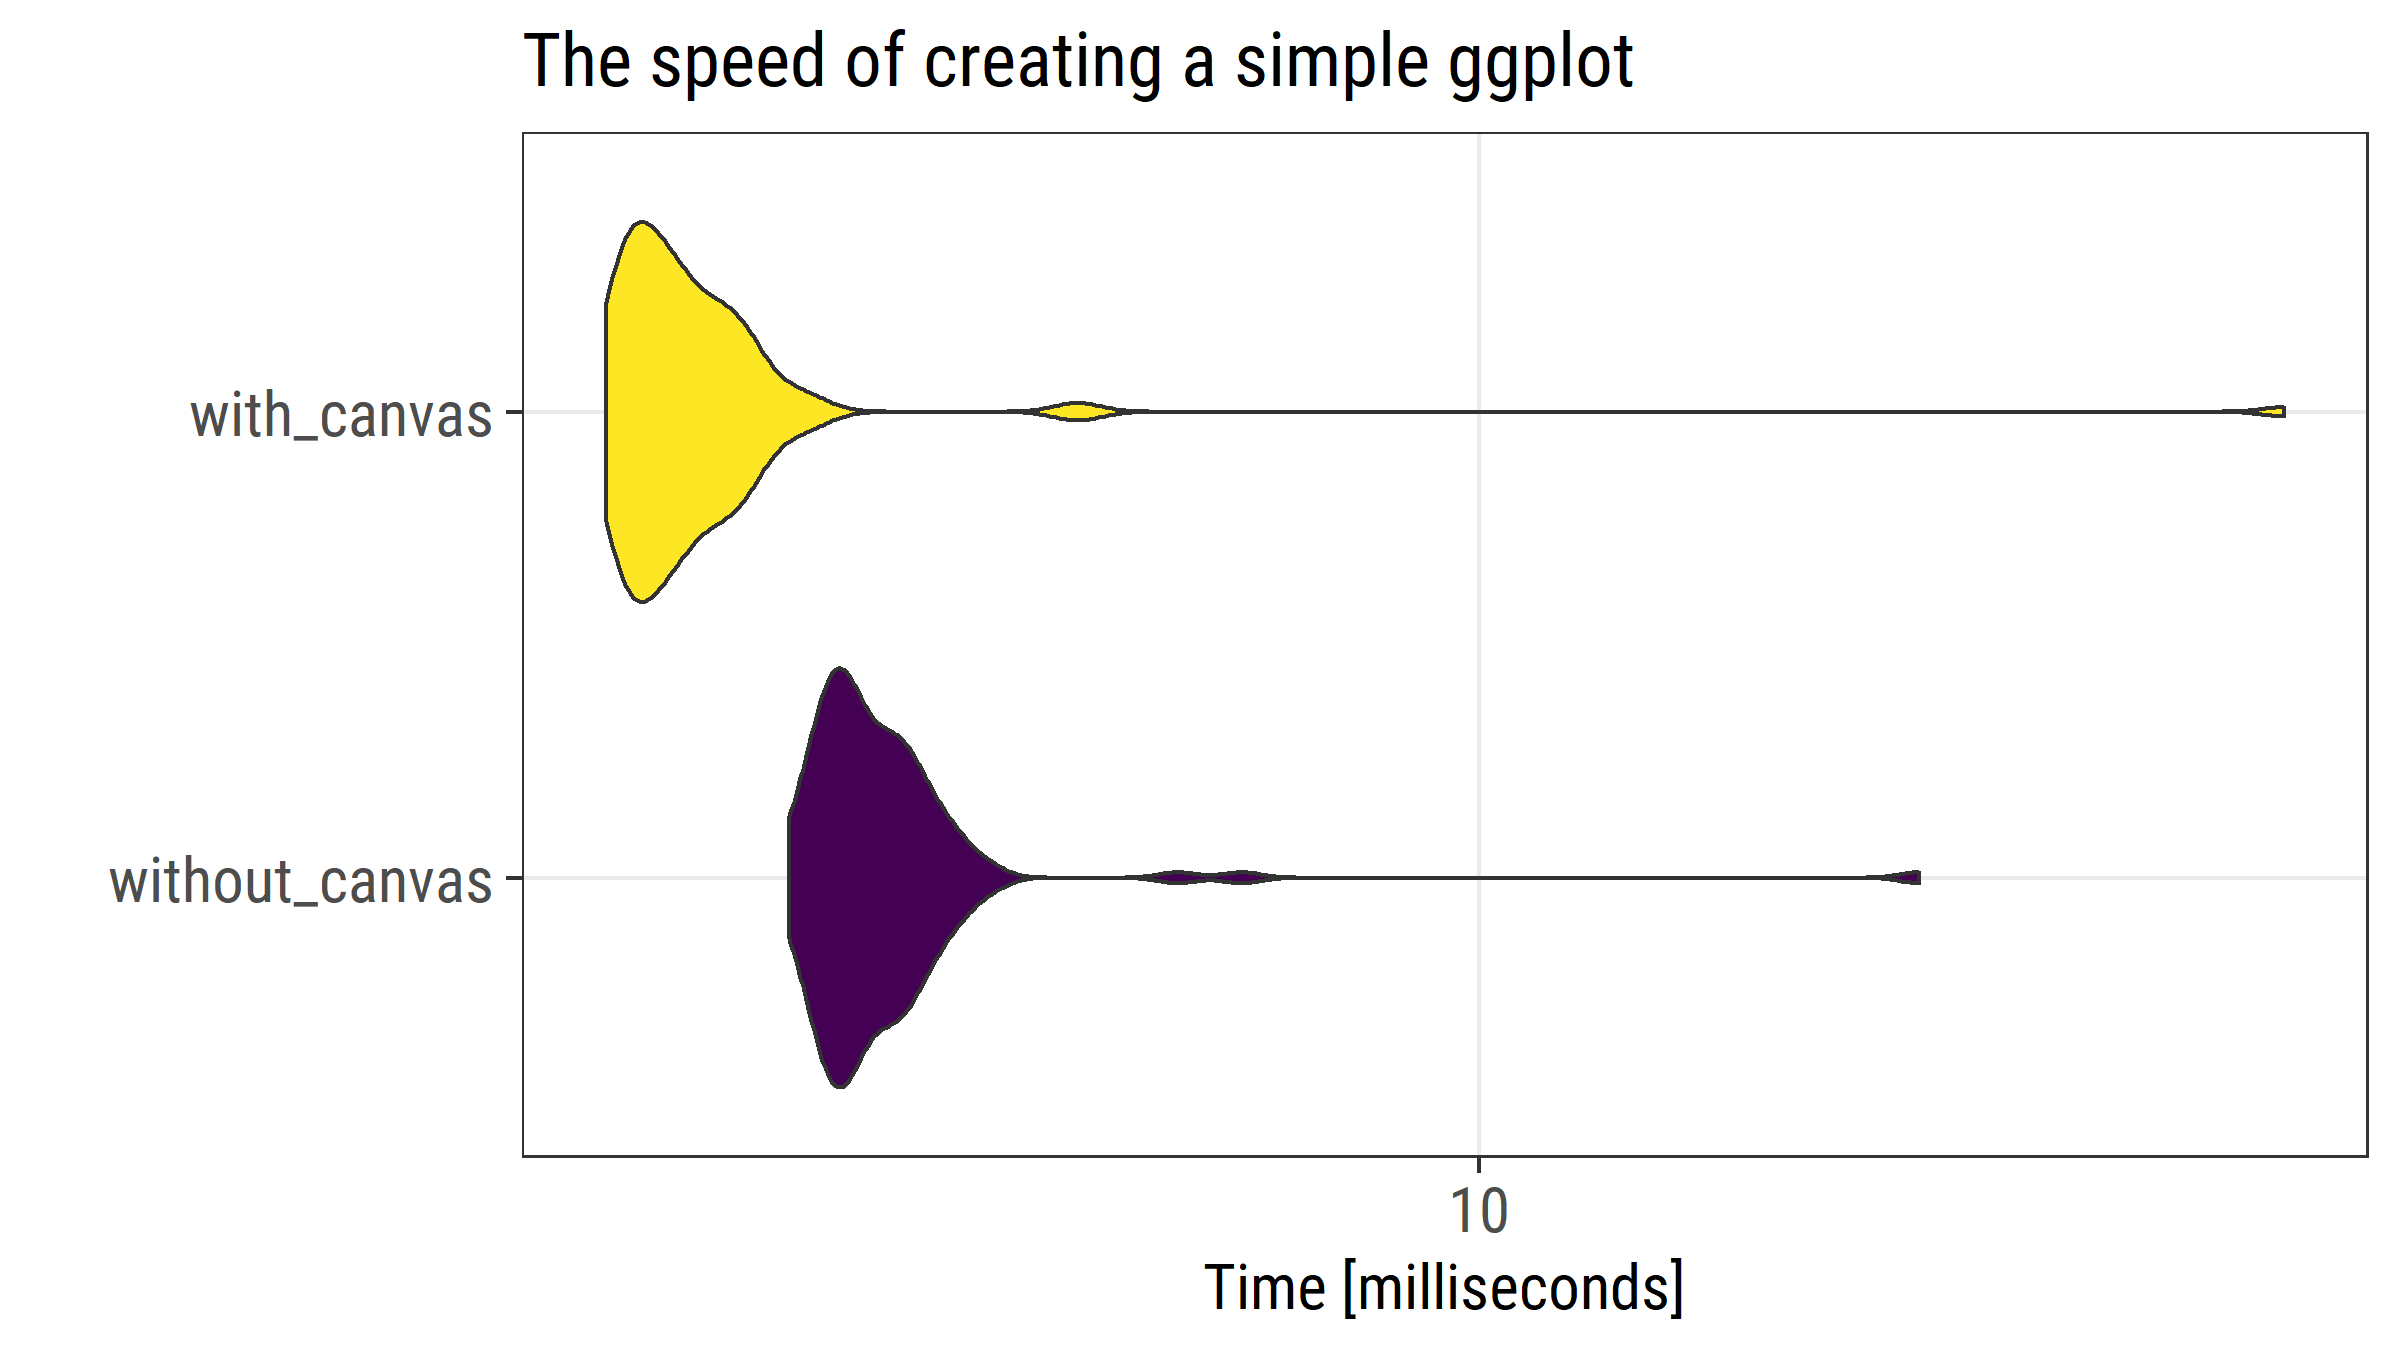 The speed of creating a simple ggplot
with_canvas
without_canvas
10
Time [milliseconds]